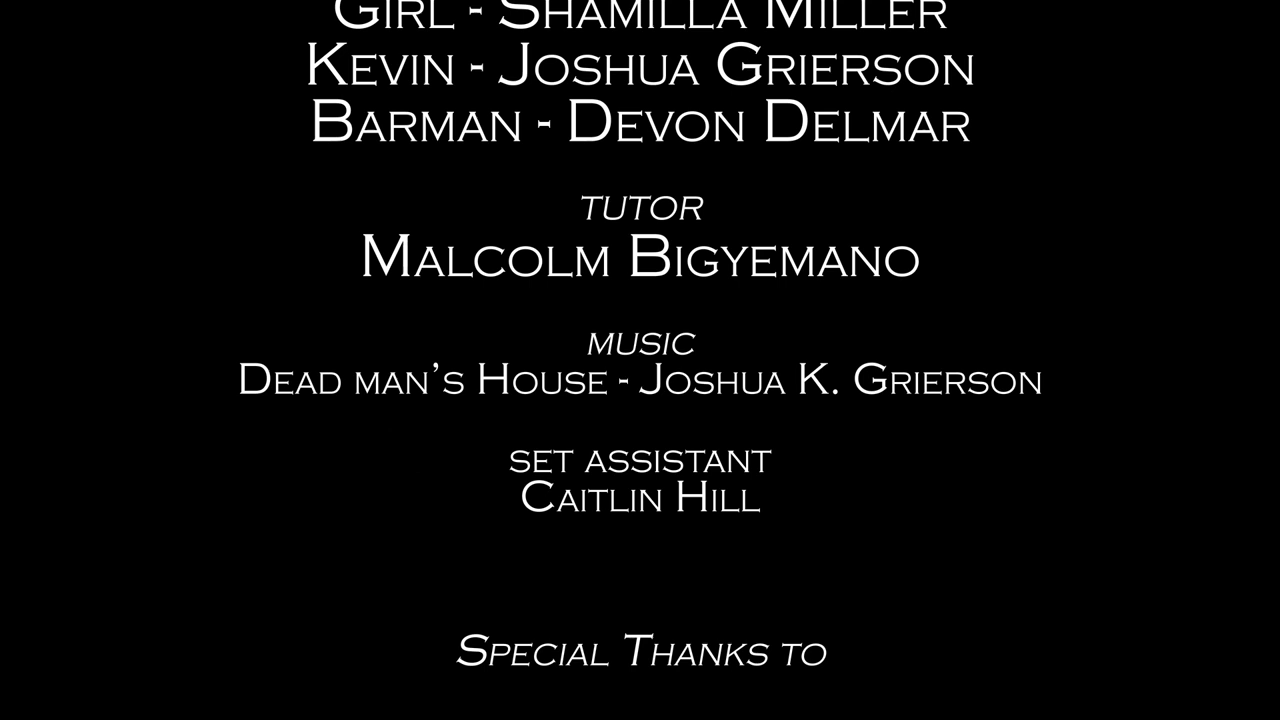 Girl - Shamilla Miller
Kevin - Joshua Grierson
Barman - Devon Delmar
TUTOR
Malcolm Bigyemano
MUSIC
Dead man’s House - Joshua K. Grierson
SET ASSISTANT
Caitlin Hill
Special Thanks to